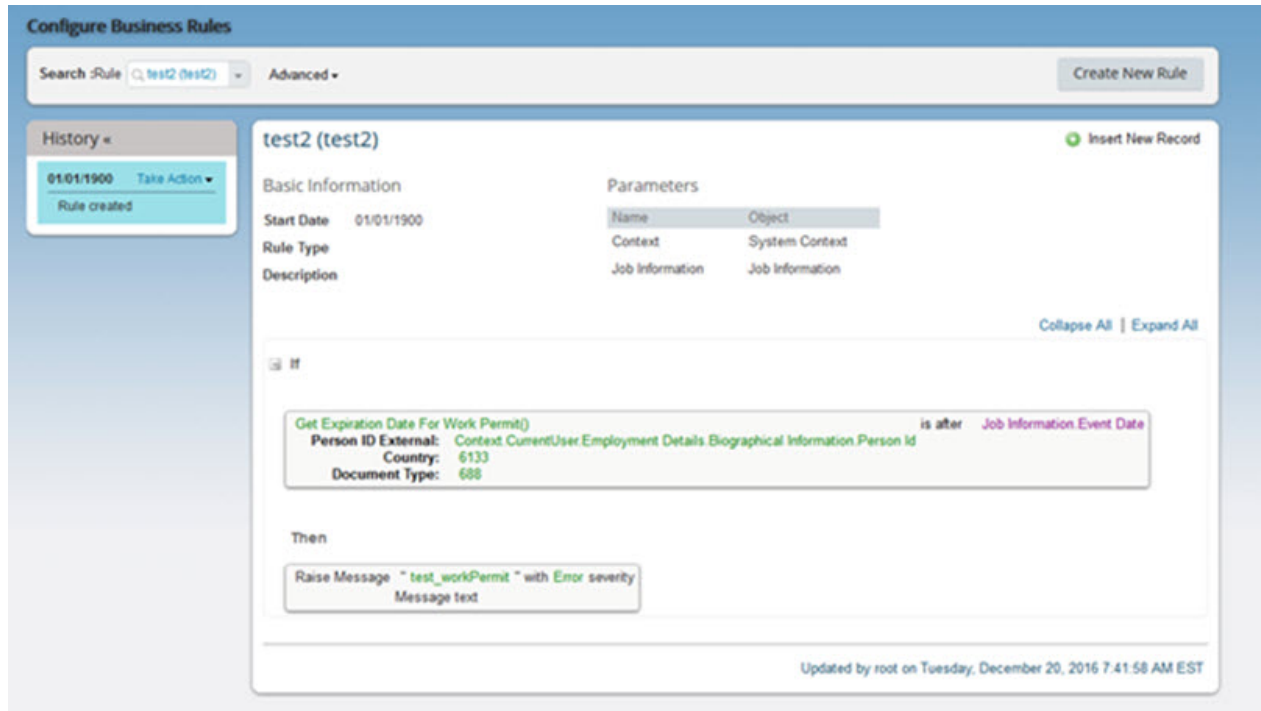 Configure Business Rules
Search :Rule test2 (test2) Advanced Create New Rule
History «
01/01/1900 Take Action
Rule created
test2 (test2) Insert New Record
Basic Information Parameters
Start Date 01/01/1900 Name Object
Rule Type Context System Context
Description Job Information Job Information
Collapse All | Expand All
If
Get Expiration Date For Work Permit() is after Job Information.Event Date
Person ID External: Context.CurrentUser.Employment Details.Biographical Information.Person Id
Country: 6133
Document Type: 688
Then
Raise Message " test_workPermit " with Error severity
Message text
Updated by root on Tuesday, December 20, 2016 7:41:58 AM EST